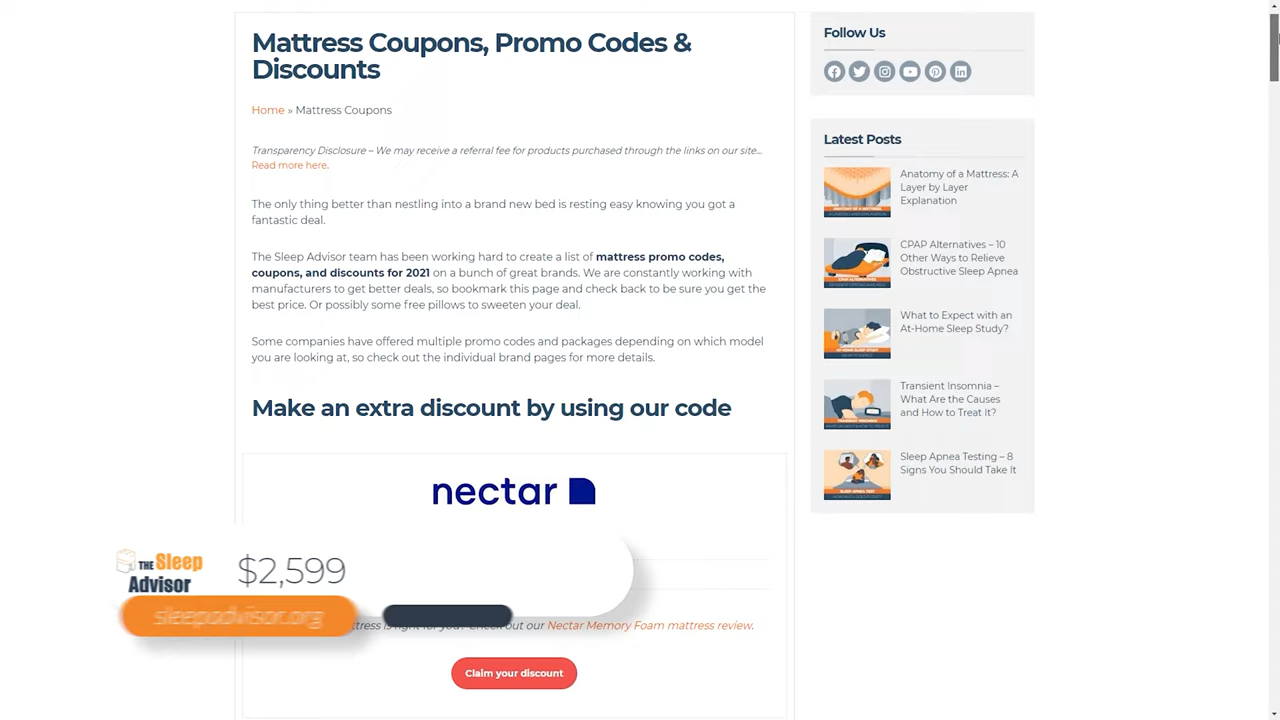 Mattress Coupons, Promo Codes &
Discounts
Home » Mattress Coupons
Transparency Disclosure – We may receive a referral fee for products purchased through the links on our site...
Read more here.
The only thing better than nestling into a brand new bed is resting easy knowing you got a
fantastic deal.
The Sleep Advisor team has been working hard to create a list of mattress promo codes,
coupons, and discounts for 2021 on a bunch of great brands. We are constantly working with
manufacturers to get better deals, so bookmark this page and check back to be sure you get the
best price. Or possibly some free pillows to sweeten your deal.
Some companies have offered multiple promo codes and packages depending on which model
you are looking at, so check out the individual brand pages for more details.
Make an extra discount by using our code
nectar
THE Sleep
Advisor
$2,599
sleepadvisor.org
right for you? Check out our Nectar Memory Foam mattress review.
Claim your discount
Follow Us
Latest Posts
Anatomy of a Mattress: A
Layer by Layer
Explanation
CPAP Alternatives – 10
Other Ways to Relieve
Obstructive Sleep Apnea
What to Expect with an
At-Home Sleep Study?
Transient Insomnia –
What Are the Causes
and How to Treat It?
Sleep Apnea Testing – 8
Signs You Should Take It